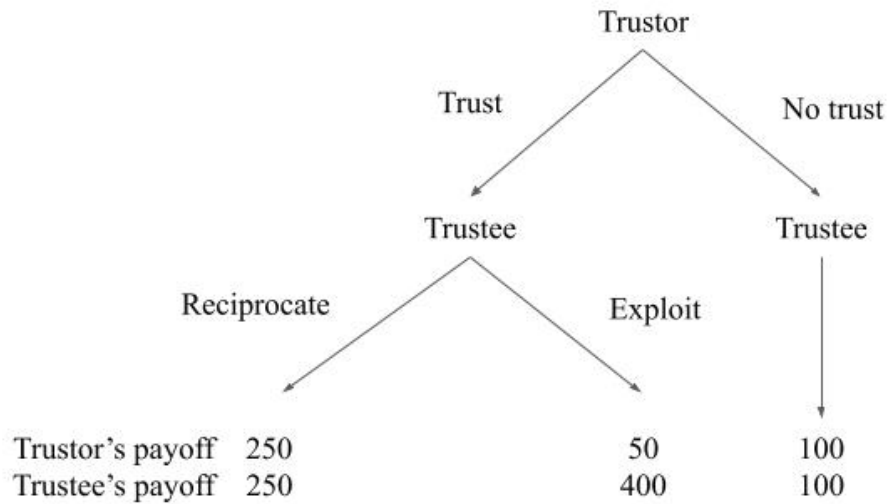 Trustor
Trust
No trust
Trustee
Trustee
Reciprocate
Exploit
Trustor’s payoff 250 50 100
Trustee’s payoff 250 400 100